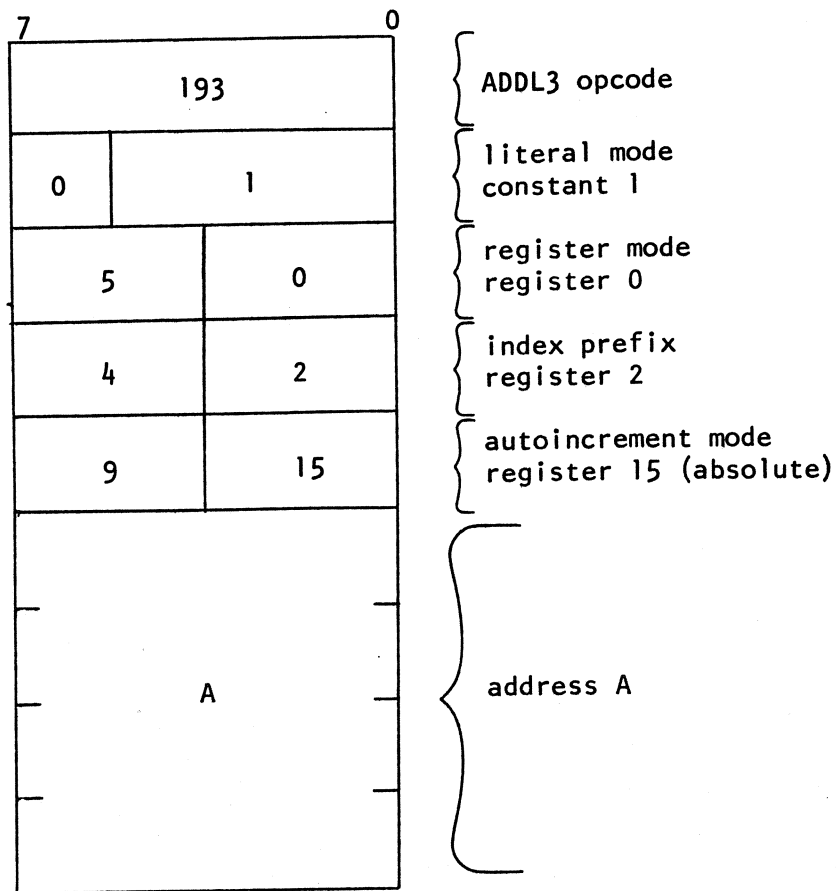 7 0
193
ADDL3 opcode
0 1
literal mode
constant 1
5 0
register mode
register 0
4 2
index prefix
register 2
9 15
autoincrement mode
register 15 (absolute)
A
address A